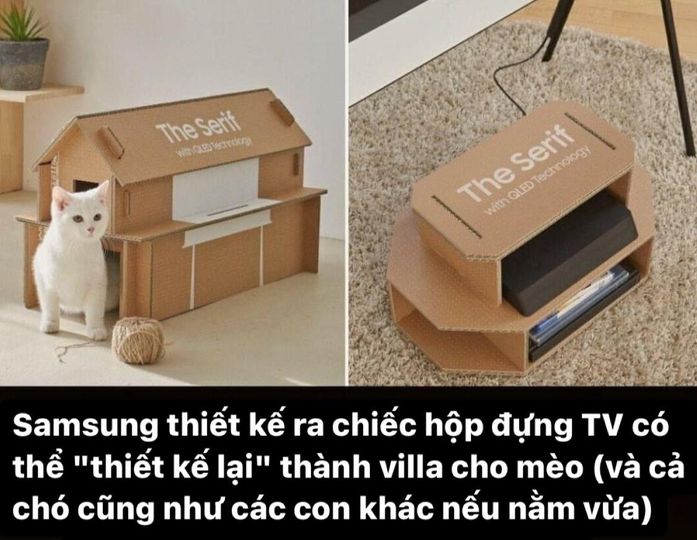 The Serif
with QLED Technology
The Serif
with QLED Technology
Samsung thiết kế ra chiếc hộp đựng TV có
thể "thiết kế lại" thành villa cho mèo (và cả
chó cũng như các con khác nếu nằm vừa)